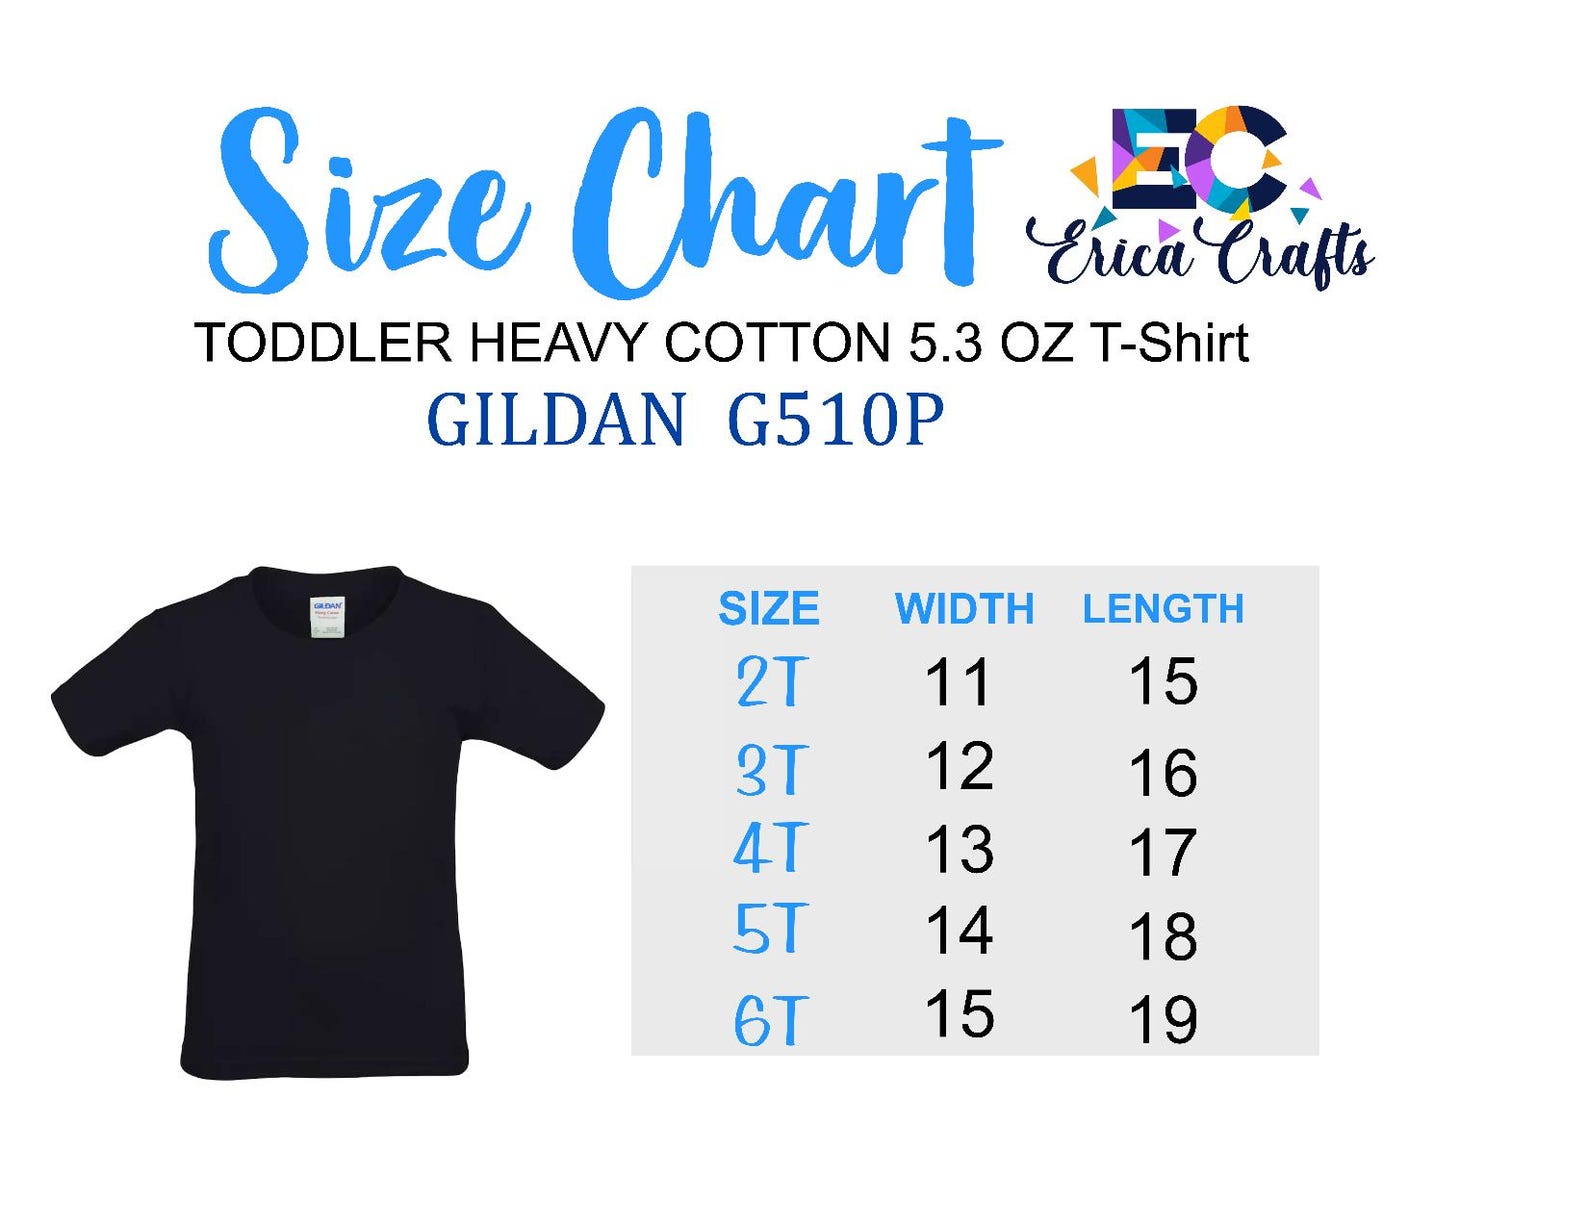 Size Chart
EC
Erica Crafts
TODDLER HEAVY COTTON 5.3 OZ T-Shirt
GILDAN G510P
GILDAN
SIZE WIDTH LENGTH
2T 11 15
3T 12 16
4T 13 17
5T 14 18
6T 15 19